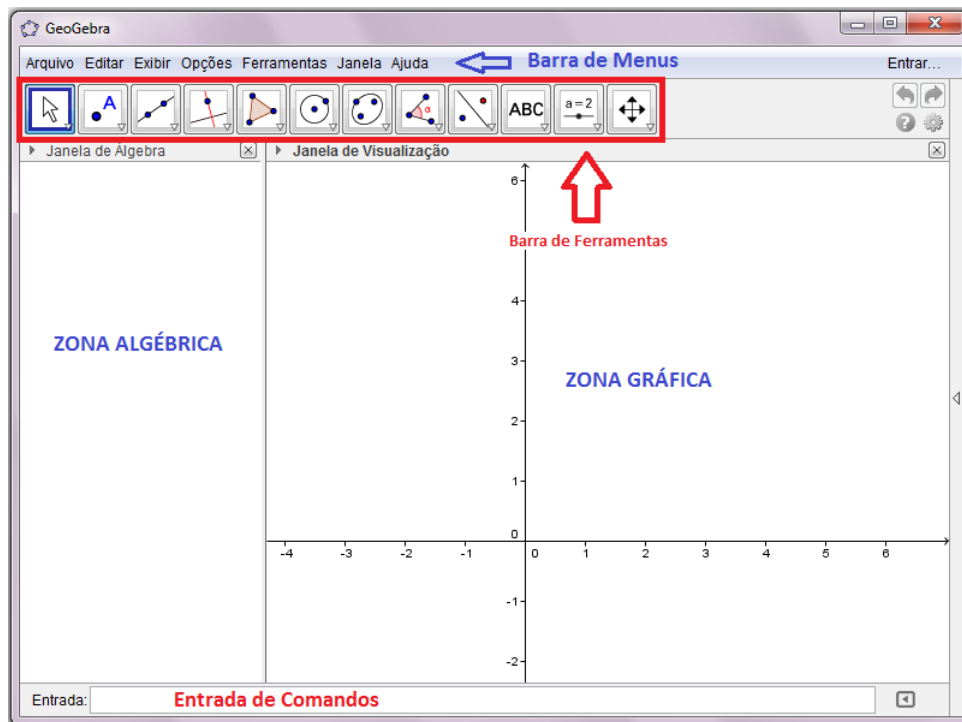 GeoGebra
Arquivo Editar Exibir Opções Ferramentas Janela Ajuda Barra de Menus Entrar...
A α ABC a=2
Janela de Álgebra Janela de Visualização
6
Barra de Ferramentas
4
ZONA ALGÉBRICA
3
ZONA GRÁFICA
2
1
0
-4 -3 -2 -1 0 1 2 3 4 5 6
-1
-2
Entrada: Entrada de Comandos